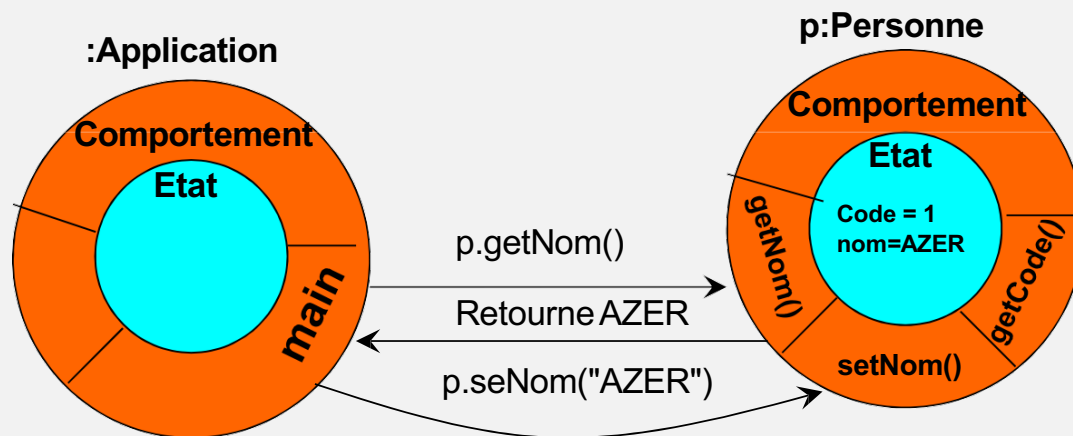 :Application
Comportement
Etat
main
p.getNom()
Retourne AZER
p.seNom("AZER")
p:Personne
Comportement
Etat
Code = 1
nom=AZER
getNom()
setNom()
getCode()